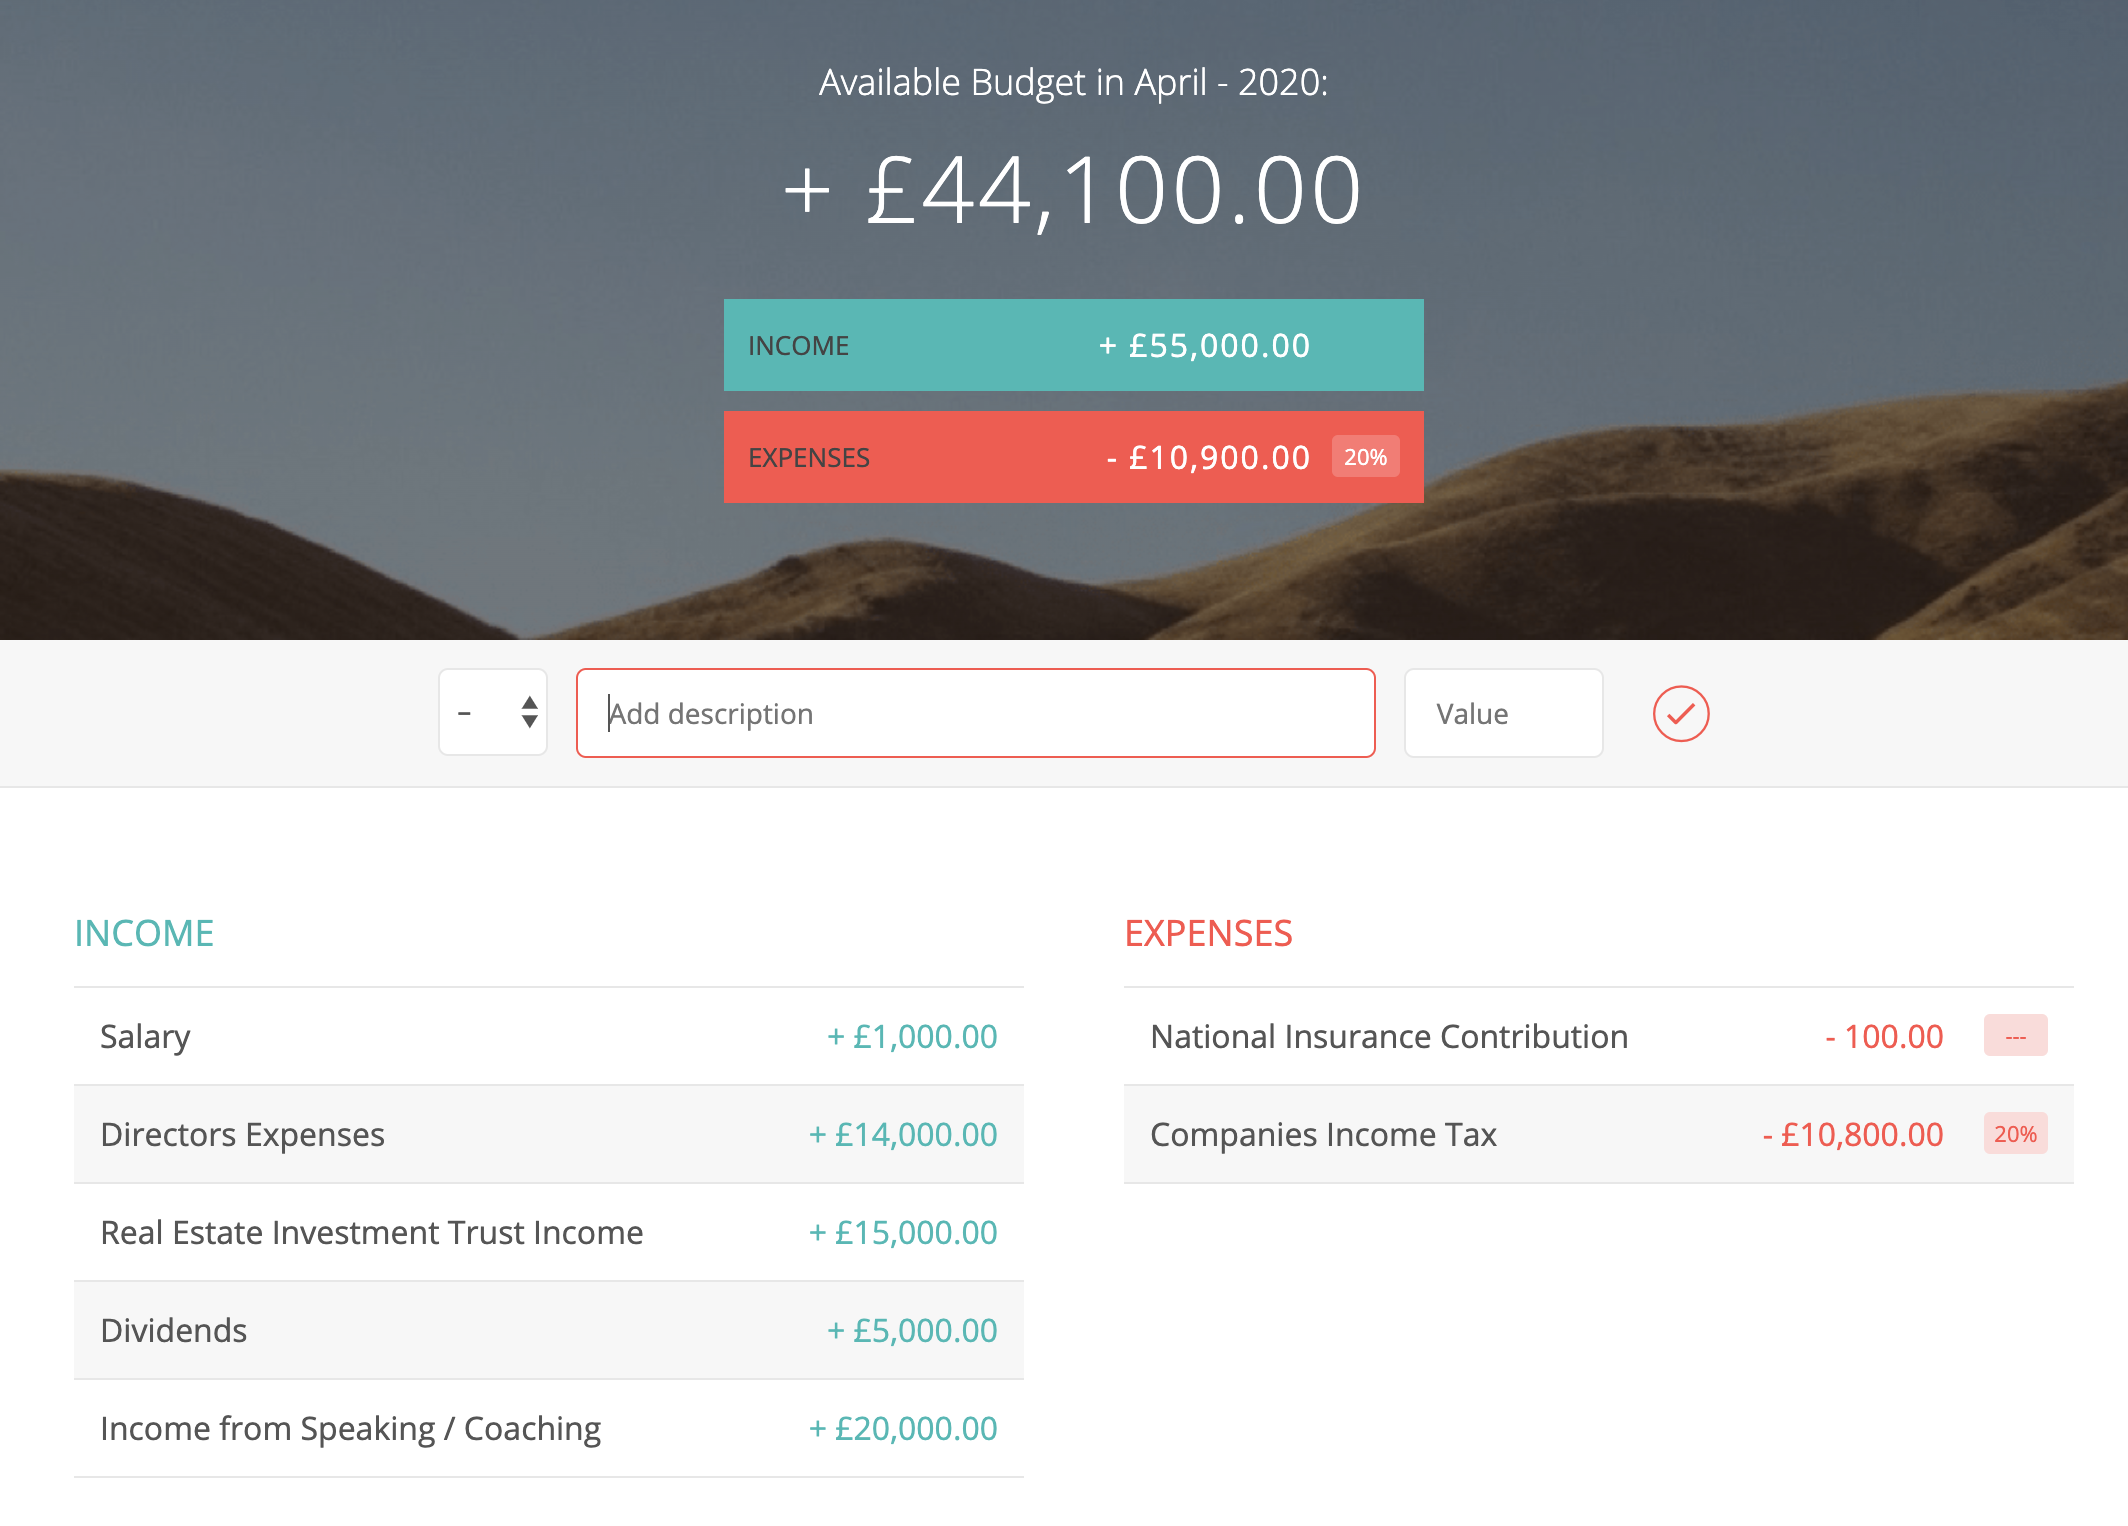 Available Budget in April - 2020:
+ £44,100.00
INCOME + £55,000.00
EXPENSES - £10,900.00 20%
– Add description Value
INCOME
Salary + £1,000.00
Directors Expenses + £14,000.00
Real Estate Investment Trust Income + £15,000.00
Dividends + £5,000.00
Income from Speaking / Coaching + £20,000.00
EXPENSES
National Insurance Contribution - 100.00 ---
Companies Income Tax - £10,800.00 20%